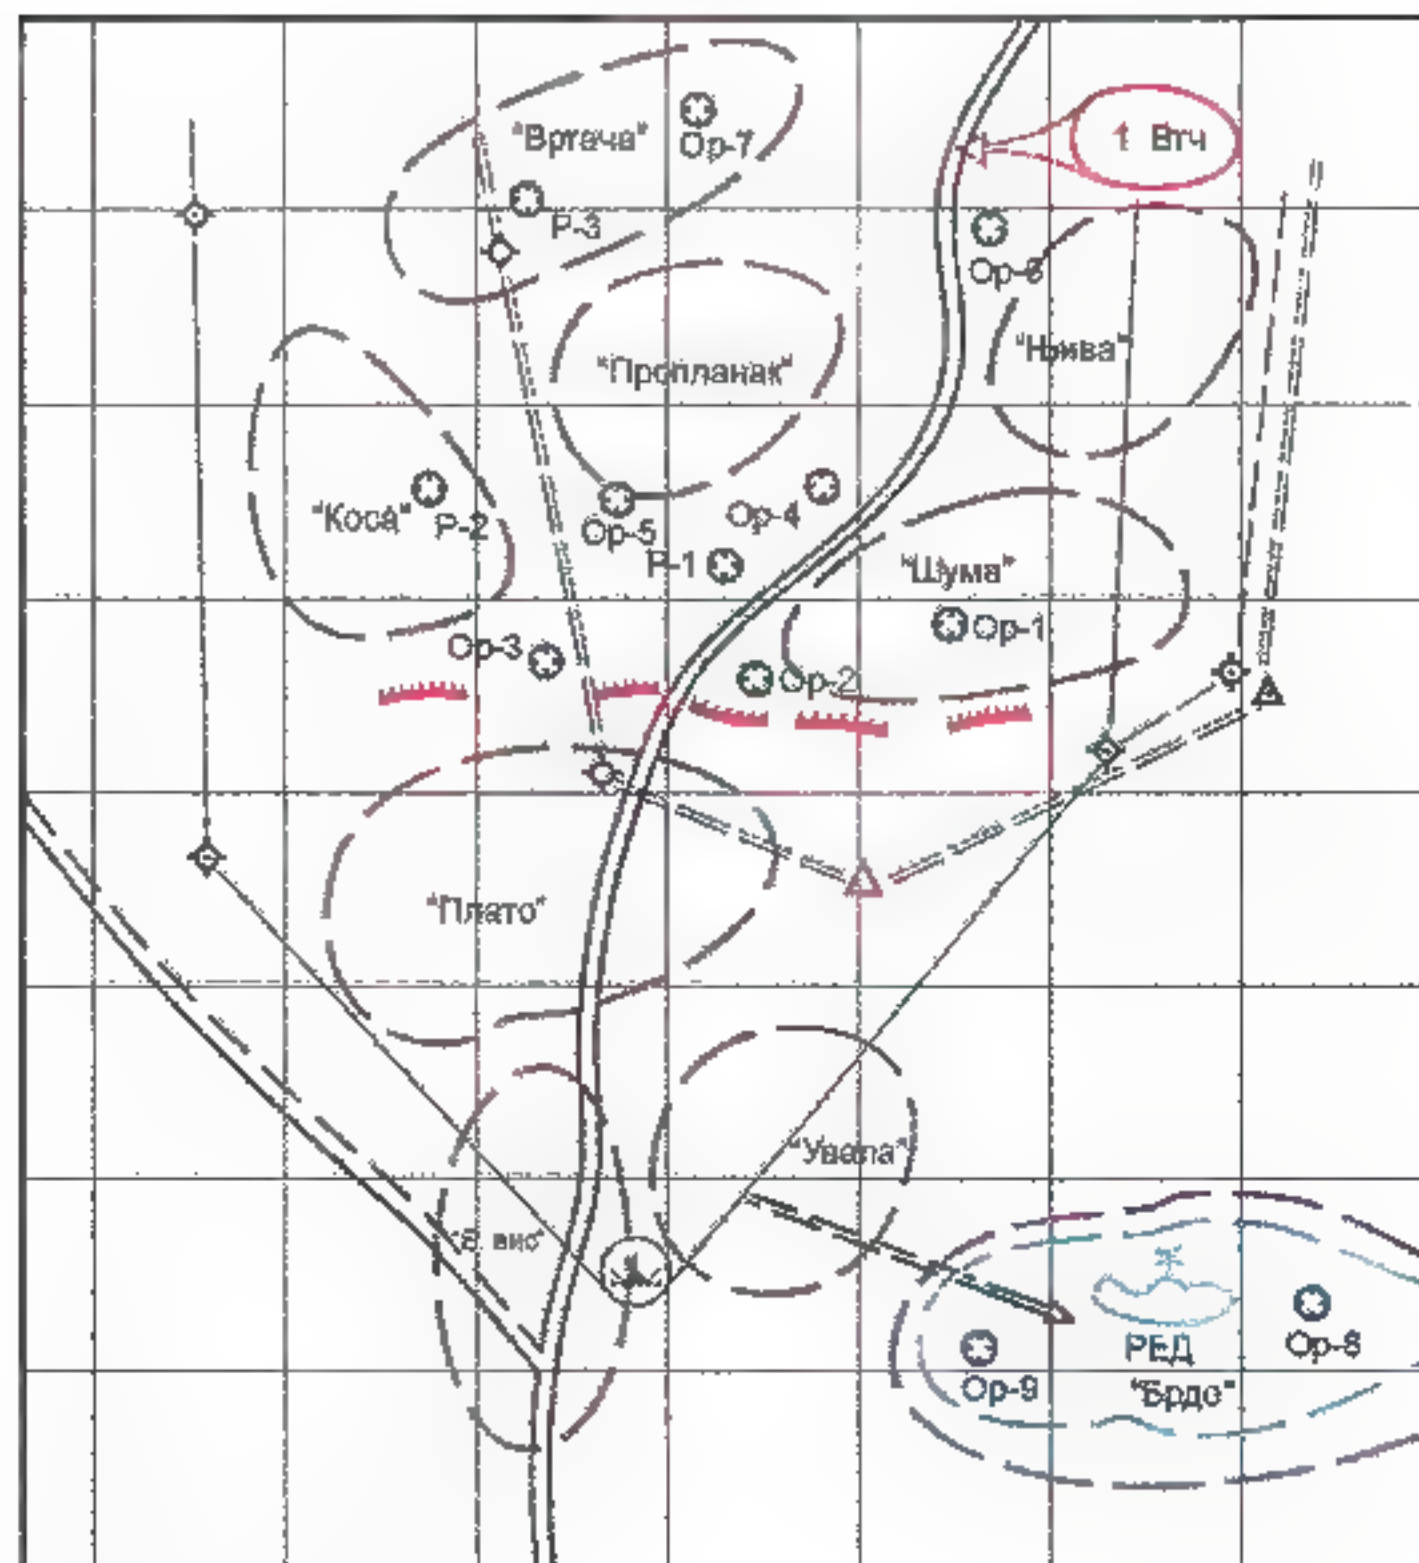 "Вртача"
Ор-7
↑ Втч
Р-3
Ор-6
"Њива"
"Пропланак"
"Коса"
Р-2
Ор-5
Ор-4
Р-1
"Шума"
Ор-1
Ор-3
Ор-2
"Плато"
"Увала"
Ор-8
РЕД
Ор-9
"Брдо"